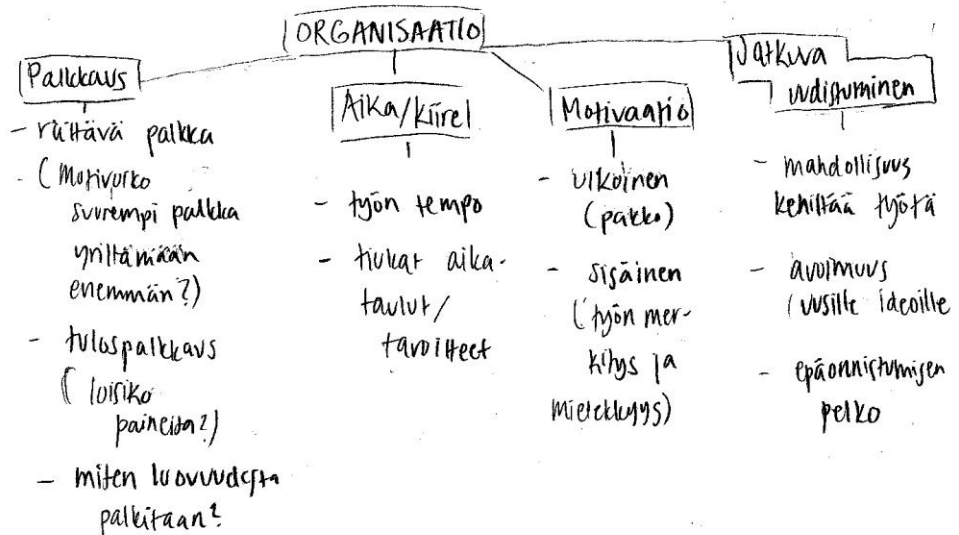 ORGANISAATIO
Palkkaus
- riittävä palkka
- (Motivoiko
suurempi palkka
yrittämään
enemmän?)
- tulospalkkaus
(loisiko
paineita?)
- miten luovuudesta
palkitaan?
Aika/kiire
- työn tempo
- tiukat aika-
taulut/
tavoitteet
Motivaatio
- ulkoinen
(pakko)
- sisäinen
(työn mer-
kitys ja
mielekkyys)
Jatkuva
uudistuminen
- mahdollisuus
kehittää työtä
- avoimuus
(uusille ideoille
- epäonnistumisen
pelko